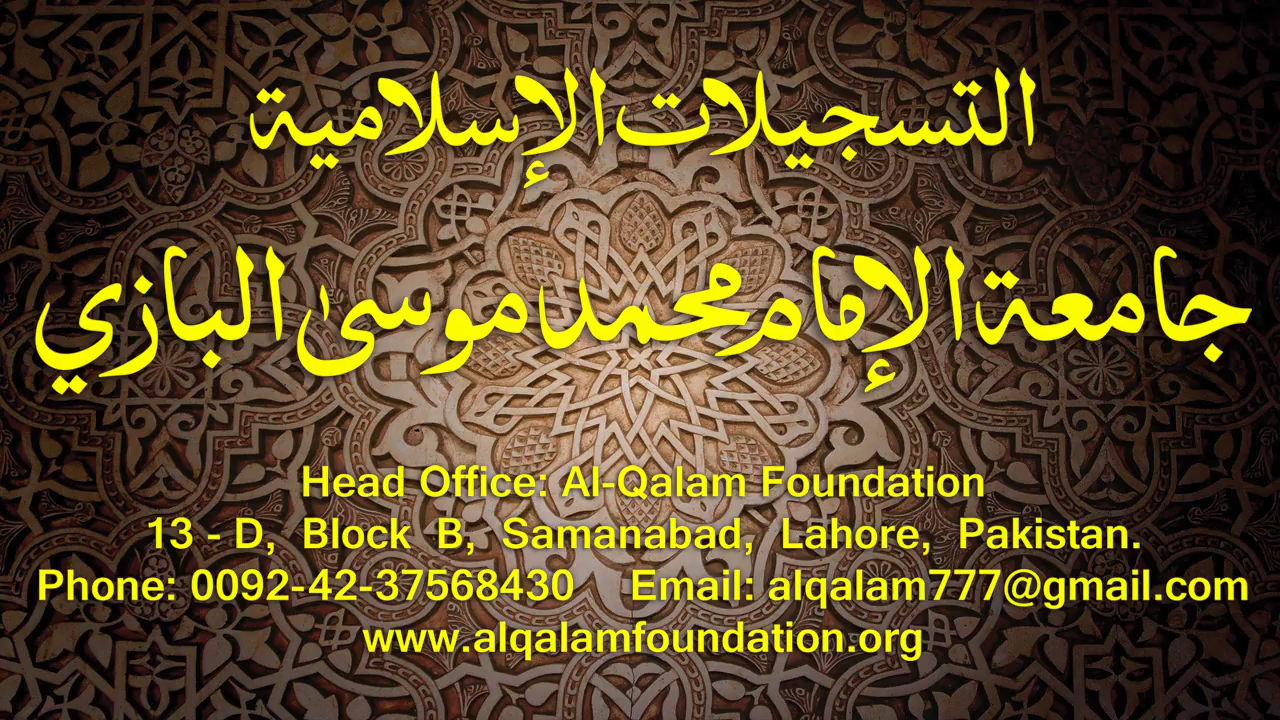 التسجيلات الإسلامية
جامعة الإمام محمد موسى البازي
Head Office: Al-Qalam Foundation
13 - D, Block B, Samanabad, Lahore, Pakistan.
Phone: 0092-42-37568430 Email: alqalam777@gmail.com
www.alqalamfoundation.org